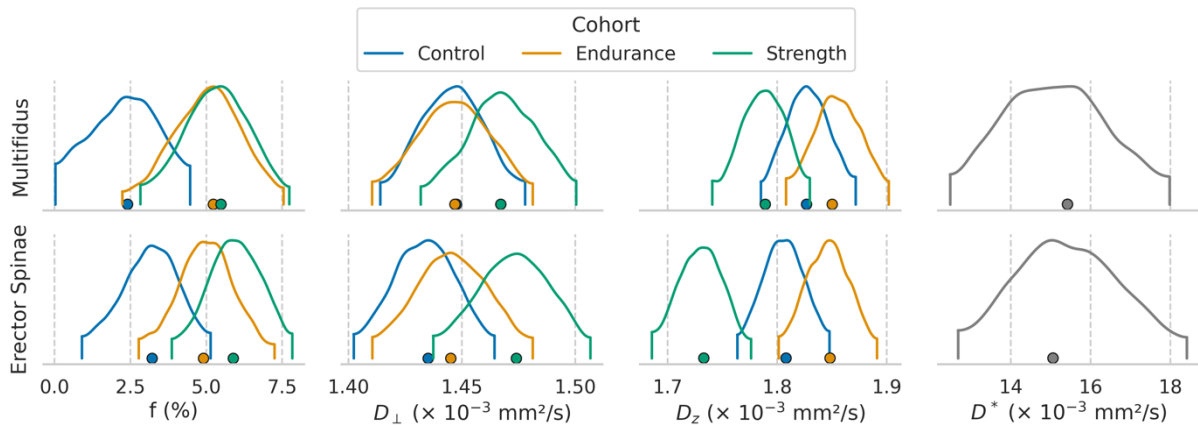 Cohort
Control Endurance Strength
Multifidus
Erector Spinae
0.0 2.5 5.0 7.5 1.40 1.45 1.50 1.7 1.8 1.9 14 16 18
f (%) D⊥ (× 10⁻³ mm²/s) D_z (× 10⁻³ mm²/s) D* (× 10⁻³ mm²/s)